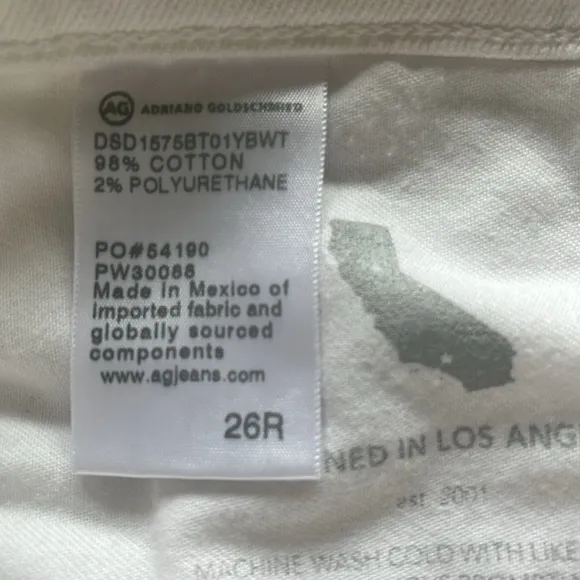 AG ADRIANO GOLDSCHMIED
DSD1575BT01YBWT
98% COTTON
2% POLYURETHANE
PO#54190
PW30088
Made in Mexico of
imported fabric and
globally sourced
components
www.agjeans.com
26R
NED IN LOS ANG
est. 2001
MACHINE WASH COLD WITH LIKE